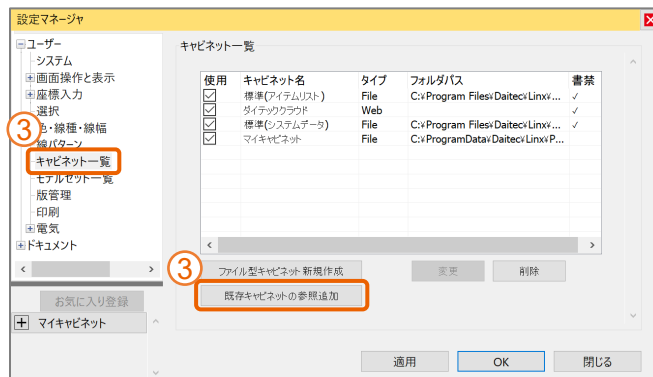 設定マネージャ
ユーザー
システム
画面操作と表示
座標入力
選択
色・線種・線幅
線パターン
キャビネット一覧
モデルセット一覧
版管理
印刷
電気
ドキュメント
③
お気に入り登録
マイキャビネット
キャビネット一覧
使用 キャビネット名 タイプ フォルダパス 書禁
標準(アイテムリスト) File C:¥Program Files¥Daitec¥Linx¥... ✓
ダイテッククラウド Web ✓
標準(システムデータ) File C:¥Program Files¥Daitec¥Linx¥... ✓
マイキャビネット File C:¥ProgramData¥Daitec¥Linx¥P...
③
ファイル型キャビネット 新規作成 変更 削除
既存キャビネットの参照追加
適用 OK 閉じる